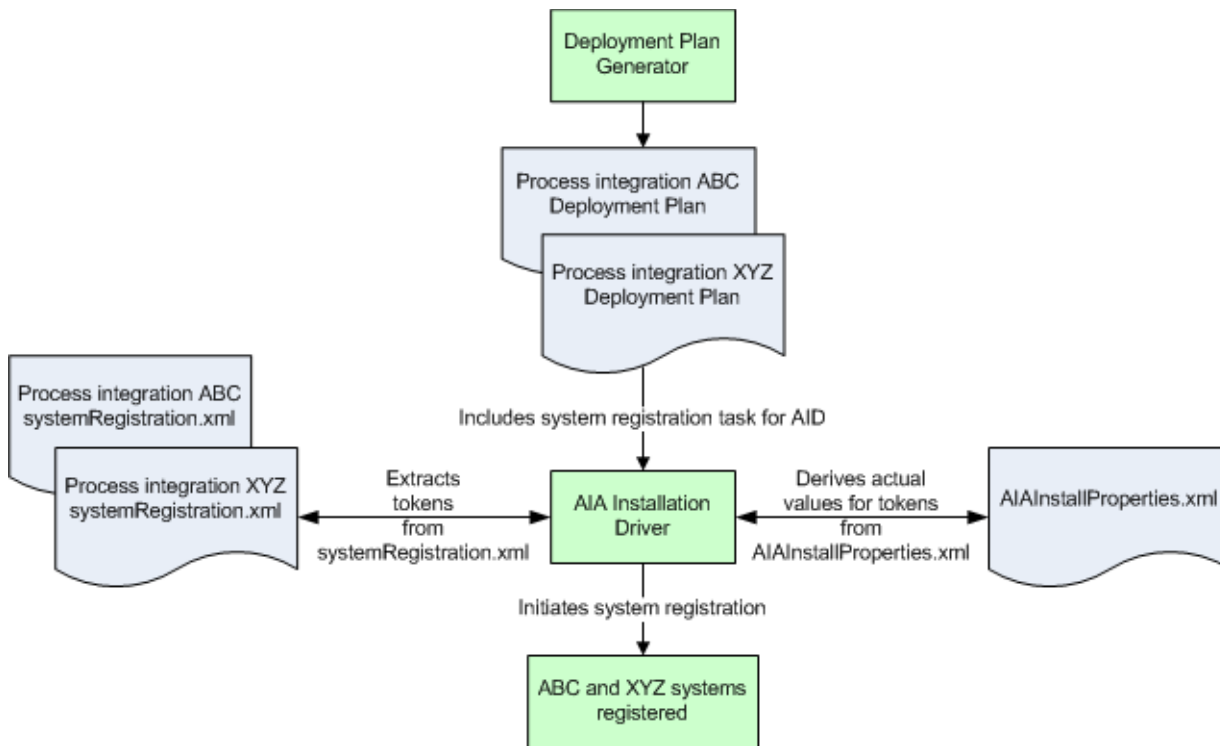 Deployment Plan
Generator
Process integration ABC
Deployment Plan
Process integration XYZ
Deployment Plan
Includes system registration task for AID
Process integration ABC
systemRegistration.xml
Process integration XYZ
systemRegistration.xml
Extracts
tokens
from
systemRegistration.xml
AIA Installation
Driver
Derives actual
values for tokens
from
AIAInstallProperties.xml
AIAInstallProperties.xml
Initiates system registration
ABC and XYZ systems
registered